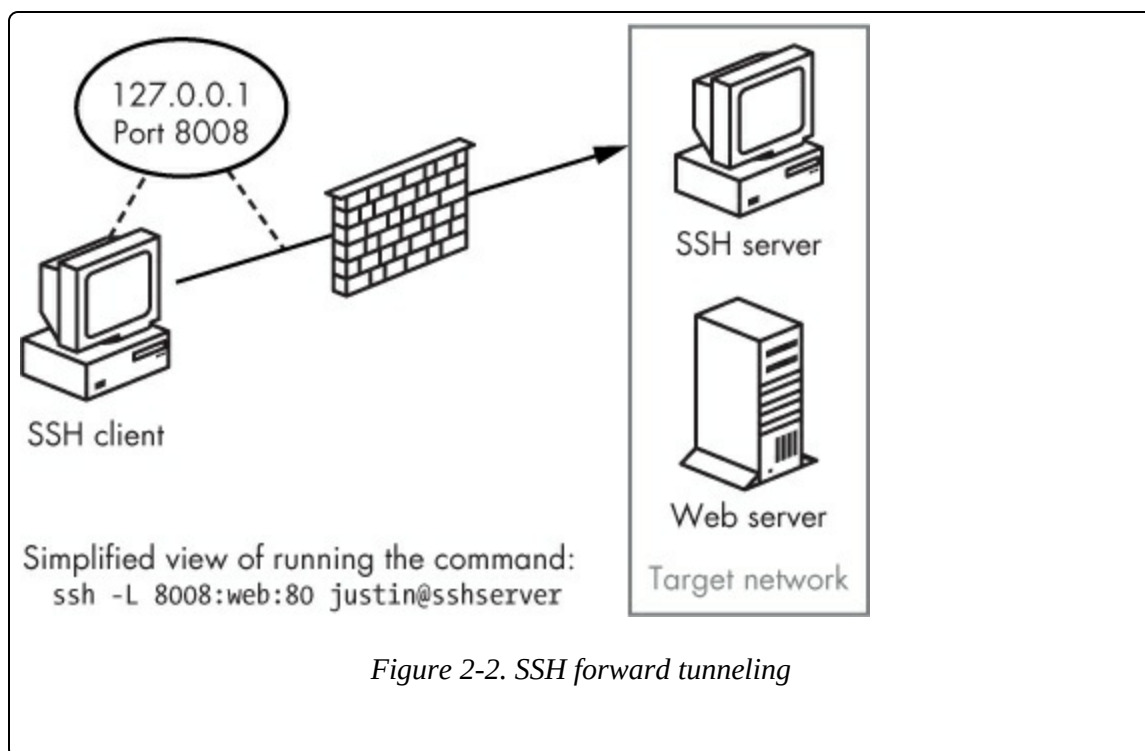 127.0.0.1
Port 8008
SSH server
SSH client
Web server
Simplified view of running the command:
ssh -L 8008:web:80 justin@sshserver
Target network
Figure 2-2. SSH forward tunneling